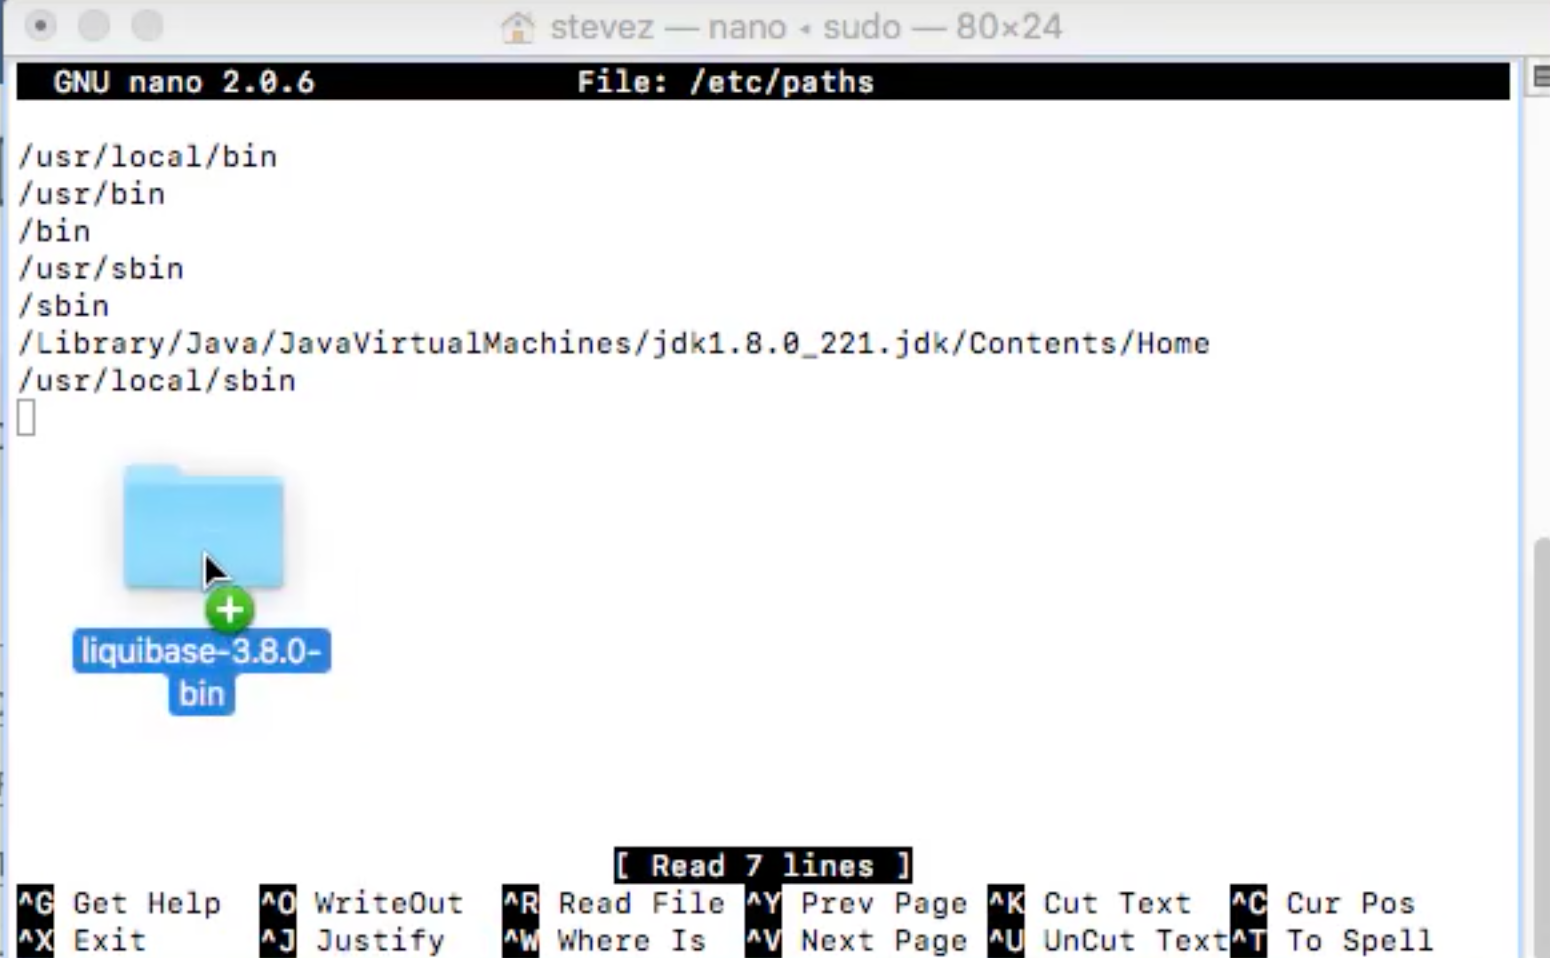 stevez — nano ◂ sudo — 80×24
GNU nano 2.0.6 File: /etc/paths
/usr/local/bin
/usr/bin
/bin
/usr/sbin
/sbin
/Library/Java/JavaVirtualMachines/jdk1.8.0_221.jdk/Contents/Home
/usr/local/sbin
liquibase-3.8.0-
bin
[ Read 7 lines ]
^G Get Help ^O WriteOut ^R Read File ^Y Prev Page ^K Cut Text ^C Cur Pos
^X Exit ^J Justify ^W Where Is ^V Next Page ^U UnCut Text^T To Spell